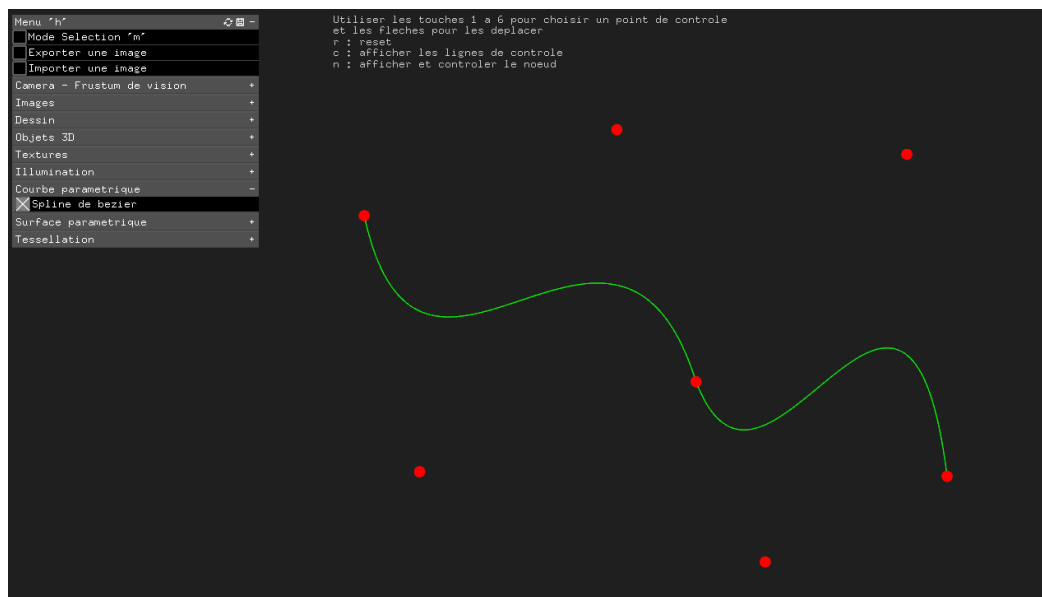 Menu 'h'
Mode Selection 'm'
Exporter une image
Importer une image
Camera - Frustum de vision
Images
Dessin
Objets 3D
Textures
Illumination
Courbe parametrique
Spline de bezier
Surface parametrique
Tessellation
Utiliser les touches 1 a 6 pour choisir un point de controle
et les fleches pour les deplacer
r : reset
c : afficher les lignes de controle
n : afficher et controler le noeud